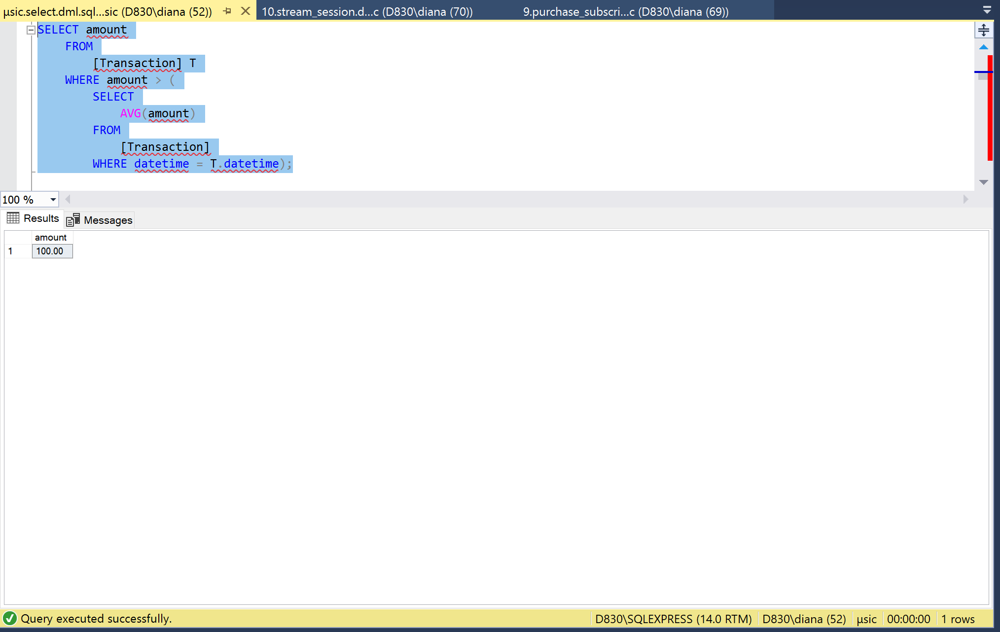 µsic.select.dml.sql...sic (D830\diana (52))
10.stream_session.d...c (D830\diana (70))
9.purchase_subscri...c (D830\diana (69))
SELECT amount
FROM
[Transaction] T
WHERE amount > (
SELECT
AVG(amount)
FROM
[Transaction]
WHERE datetime = T.datetime);
100 %
Results
Messages
amount
1 100.00
Query executed successfully.
D830\SQLEXPRESS (14.0 RTM)
D830\diana (52)
µsic
00:00:00
1 rows